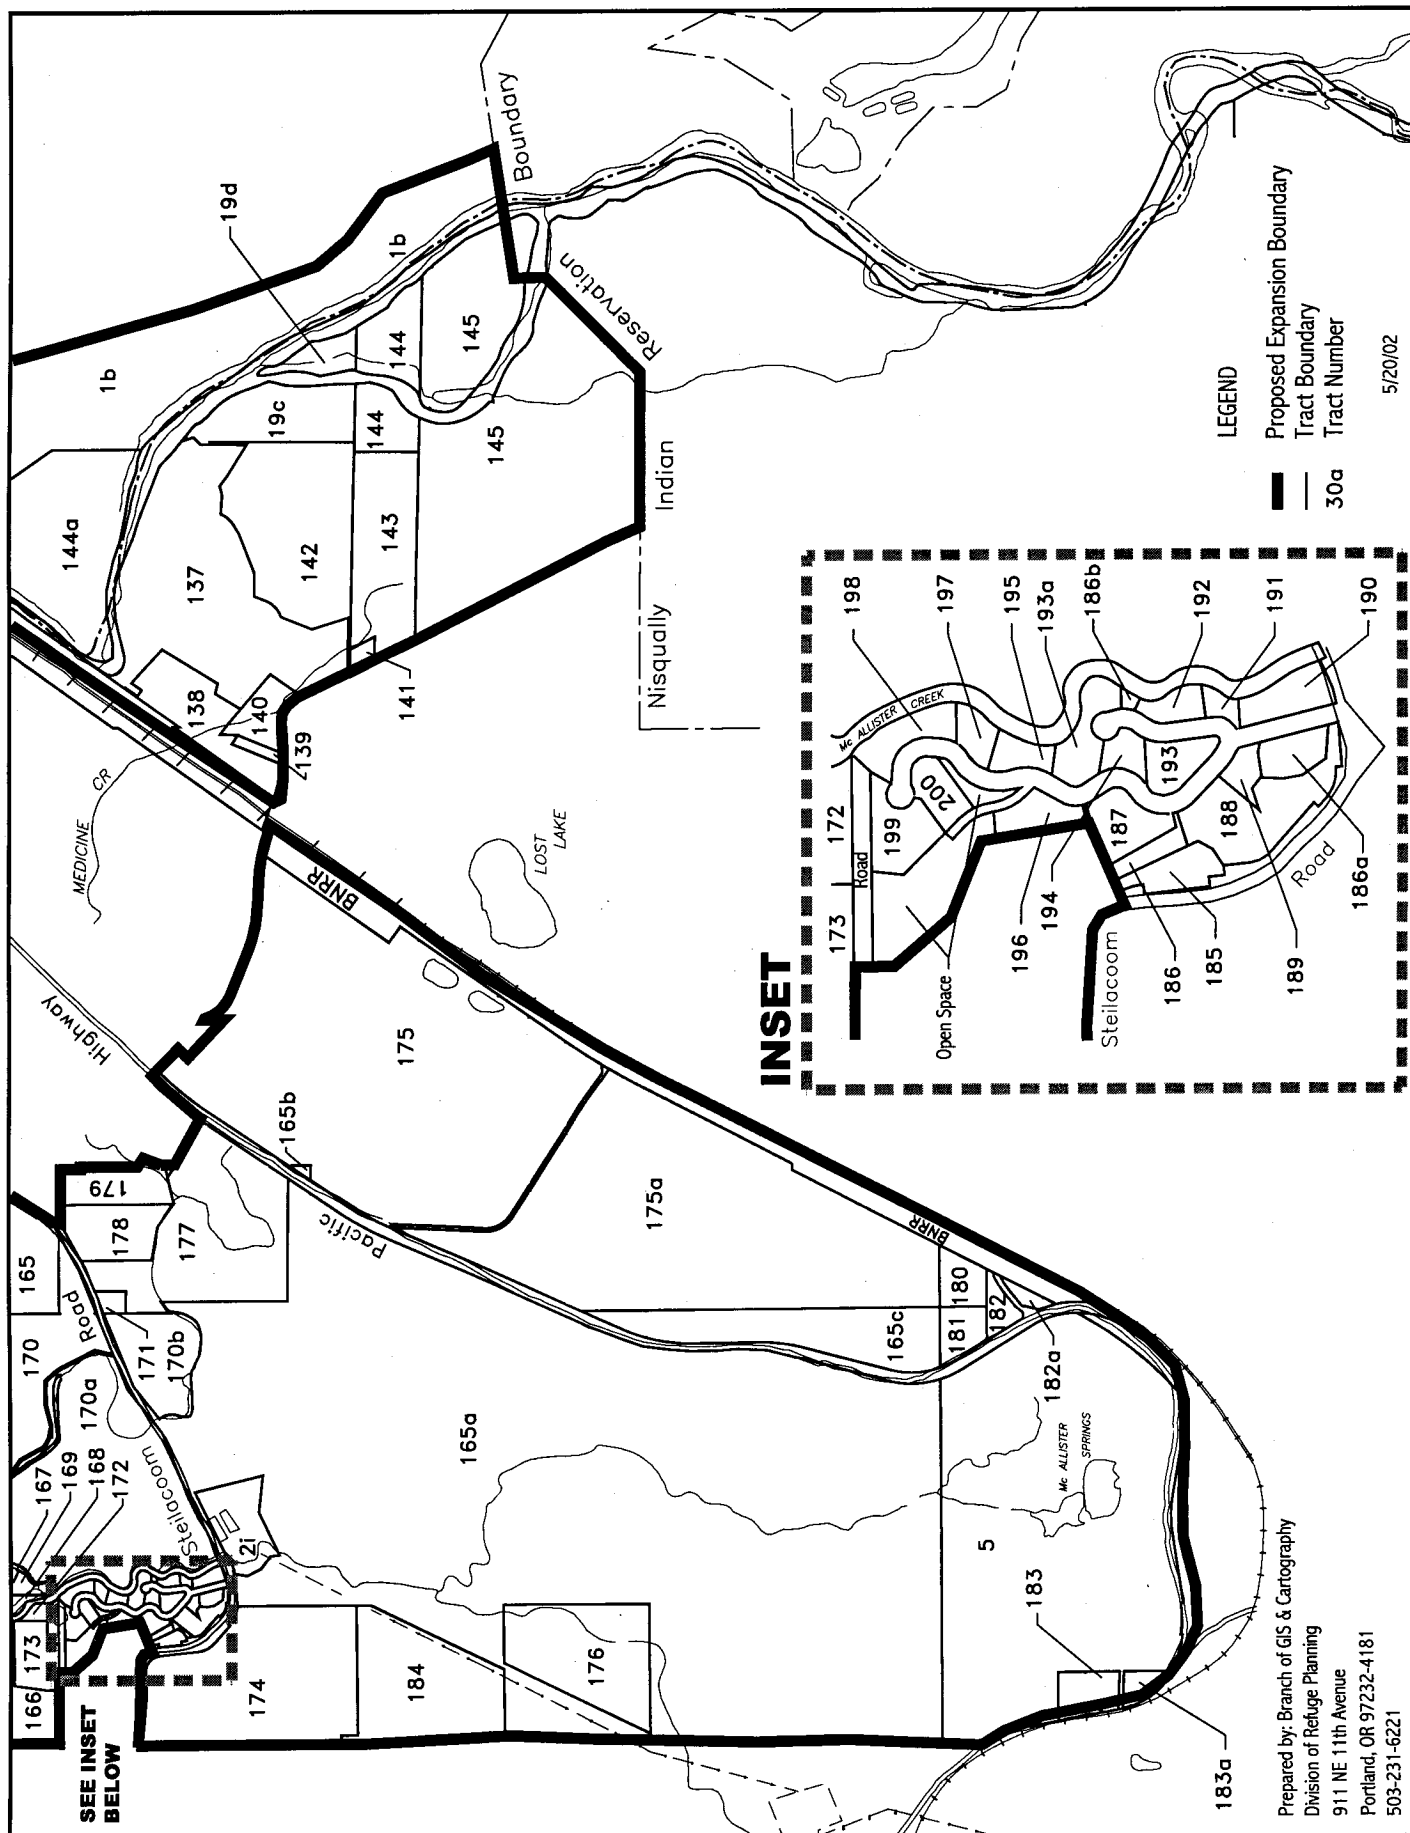 SEE INSET
BELOW
166
173
167
169
168
172
170
170a
165
Road
171
170b
Steilacoom
2i
178
179
177
Highway
Pacific
165b
175
175a
165a
165c
174
184
176
181
180
182
182a
5
183
183a
Mc ALLISTER
SPRINGS
BNRR
BNRR
MEDICINE CR
LOST
LAKE
144a
1b
1b
137
138
140
139
141
142
143
19c
19d
144
144
145
145
Nisqually
Indian
Reservation
Boundary
INSET
173
172
Road
199
200
Mc ALLISTER CREEK
198
197
195
193a
186b
192
191
190
Open Space
196
194
193
187
188
Steilacoom
Road
186
185
189
186a
LEGEND
Proposed Expansion Boundary
Tract Boundary
30a Tract Number
5/20/02
Prepared by: Branch of GIS & Cartography
Division of Refuge Planning
911 NE 11th Avenue
Portland, OR 97232-4181
503-231-6221